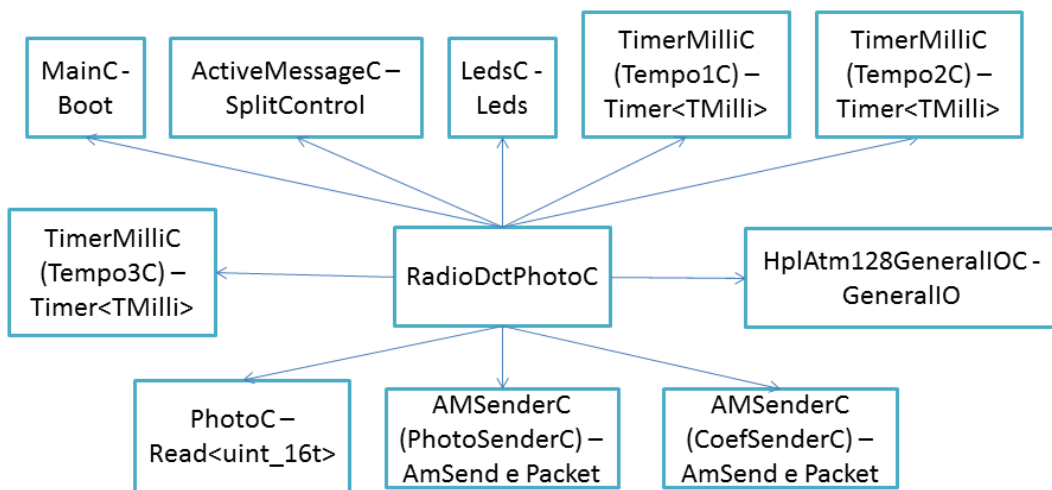 MainC -
Boot
ActiveMessageC –
SplitControl
LedsC -
Leds
TimerMilliC
(Tempo1C) –
Timer<TMilli>
TimerMilliC
(Tempo2C) –
Timer<TMilli>
TimerMilliC
(Tempo3C) –
Timer<TMilli>
RadioDctPhotoC
HplAtm128GeneralIOC -
GeneralIO
PhotoC –
Read<uint_16t>
AMSenderC
(PhotoSenderC) –
AmSend e Packet
AMSenderC
(CoefSenderC) –
AmSend e Packet